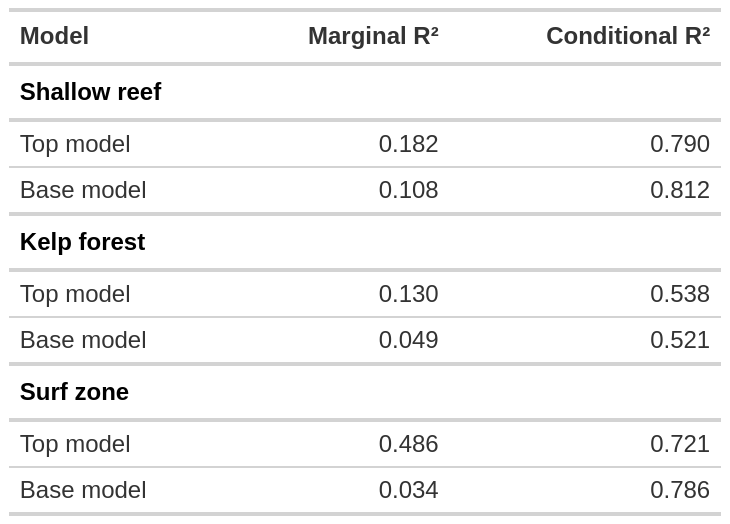 Model Marginal R² Conditional R²
Shallow reef
Top model 0.182 0.790
Base model 0.108 0.812
Kelp forest
Top model 0.130 0.538
Base model 0.049 0.521
Surf zone
Top model 0.486 0.721
Base model 0.034 0.786